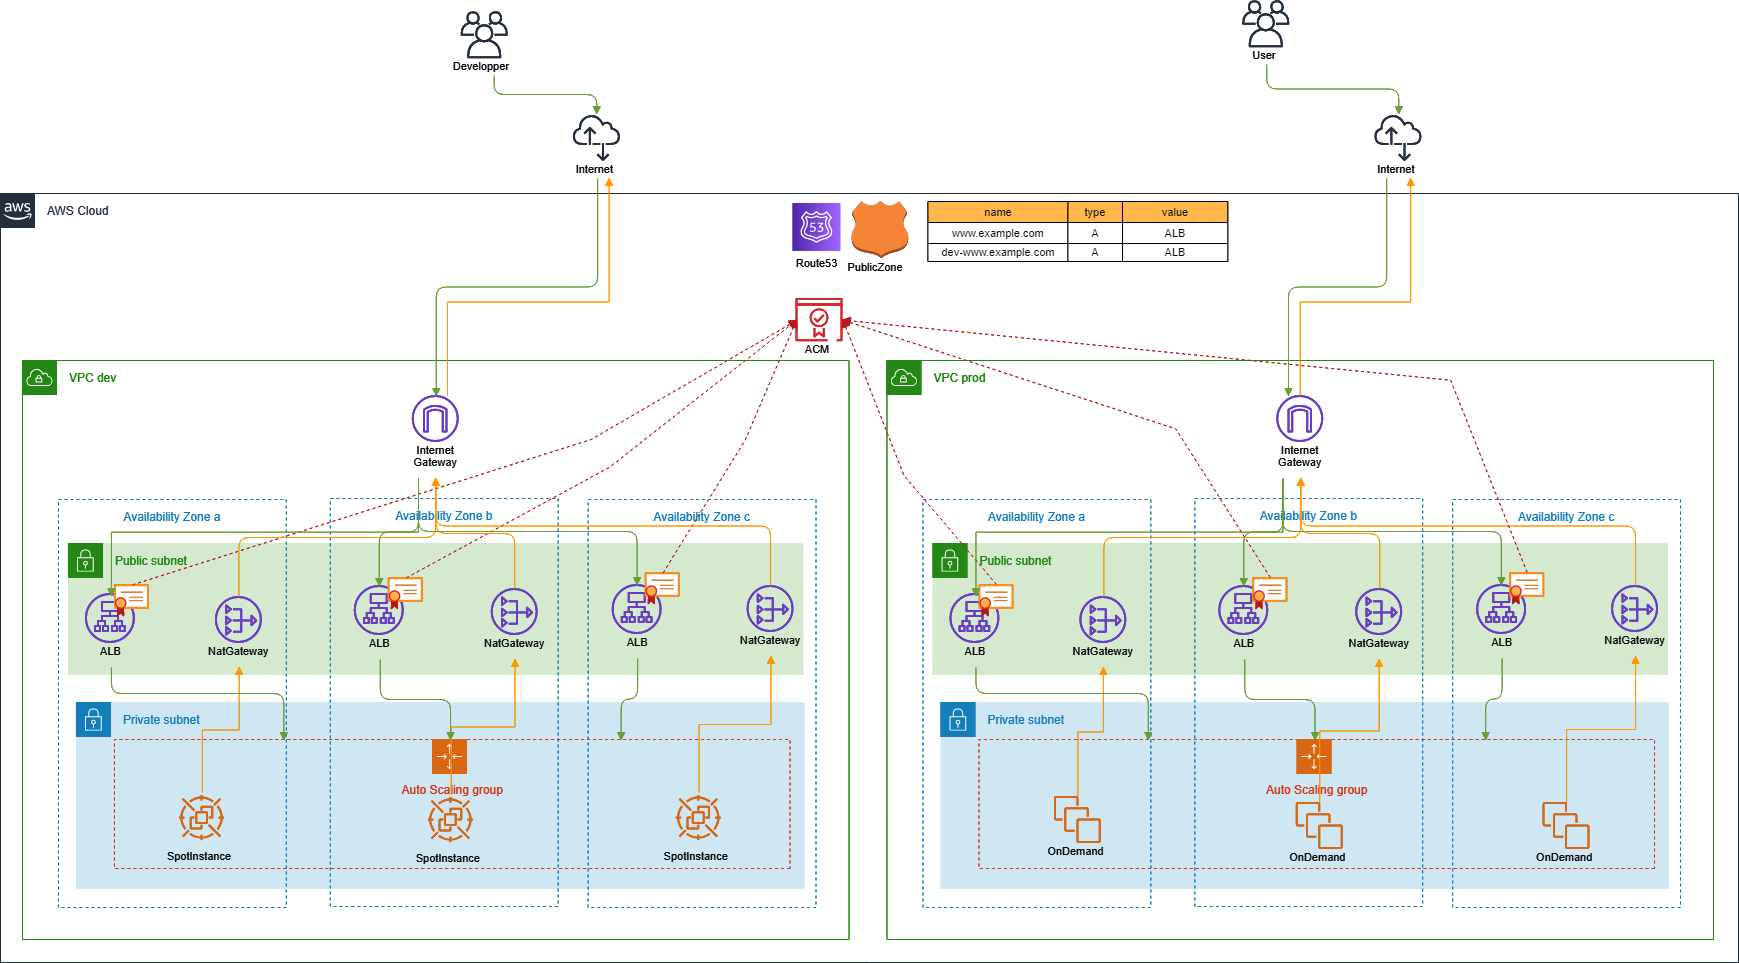 Developper
User
Internet
Internet
aws
AWS Cloud
53
Route53
PublicZone
name type value
www.example.com A ALB
dev-www.example.com A ALB
ACM
VPC dev
VPC prod
Internet
Gateway
Internet
Gateway
Availability Zone a
Availability Zone b
Availability Zone c
Availability Zone a
Availability Zone b
Availability Zone c
Public subnet
Public subnet
ALB
NatGateway
ALB
NatGateway
ALB
NatGateway
ALB
NatGateway
ALB
NatGateway
ALB
NatGateway
Private subnet
Private subnet
Auto Scaling group
Auto Scaling group
SpotInstance
SpotInstance
SpotInstance
OnDemand
OnDemand
OnDemand